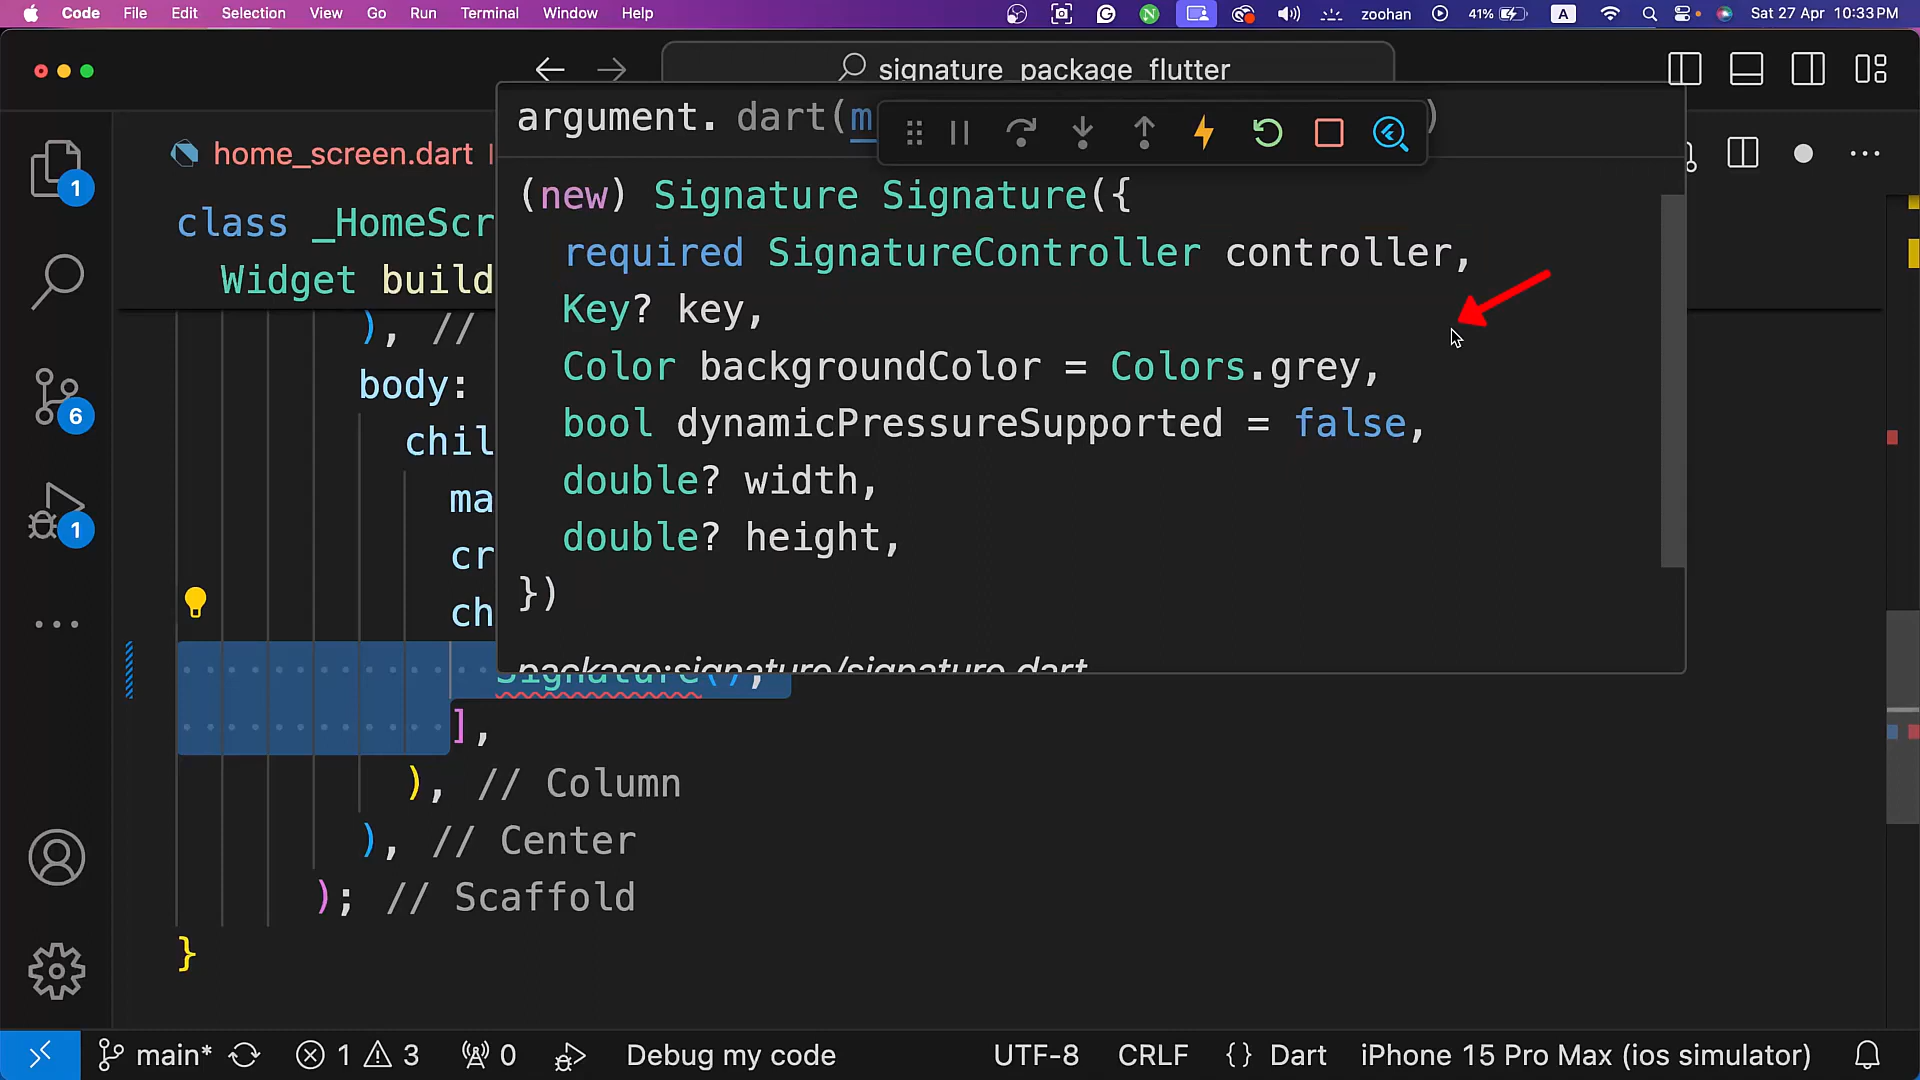 Code File Edit Selection View Go Run Terminal Window Help zoohan 41% A Sat 27 Apr 10:33 PM
signature_package_flutter
argument. dart(m )
home_screen.dart
1
(new) Signature Signature({
class _HomeScr
required SignatureController controller,
Widget build
Key? key,
), //
Color backgroundColor = Colors.grey,
body:
6
bool dynamicPressureSupported = false,
chil
double? width,
ma
1
double? height,
cr
})
ch
package:signature/signature.dart
Signature(),
],
), // Column
), // Center
); // Scaffold
}
main* 1 3 0 Debug my code UTF-8 CRLF {} Dart iPhone 15 Pro Max (ios simulator)